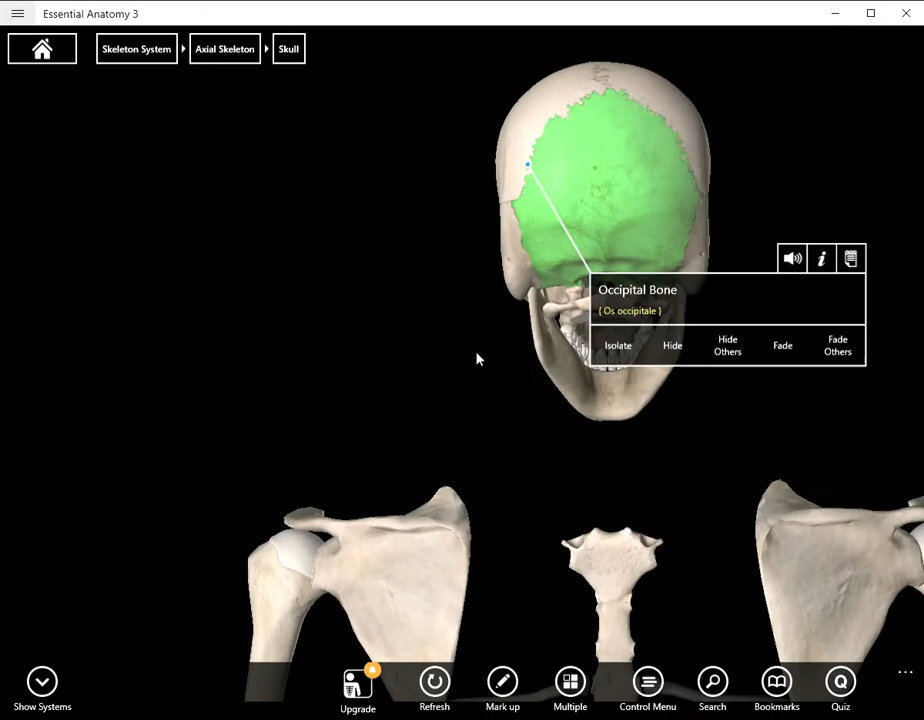 Essential Anatomy 3
Skeleton System
Axial Skeleton
Skull
i
Occipital Bone
{ Os occipitale }
Isolate
Hide
Hide
Others
Fade
Fade
Others
Show Systems
Upgrade
Refresh
Mark up
Multiple
Control Menu
Search
Bookmarks
Q
Quiz